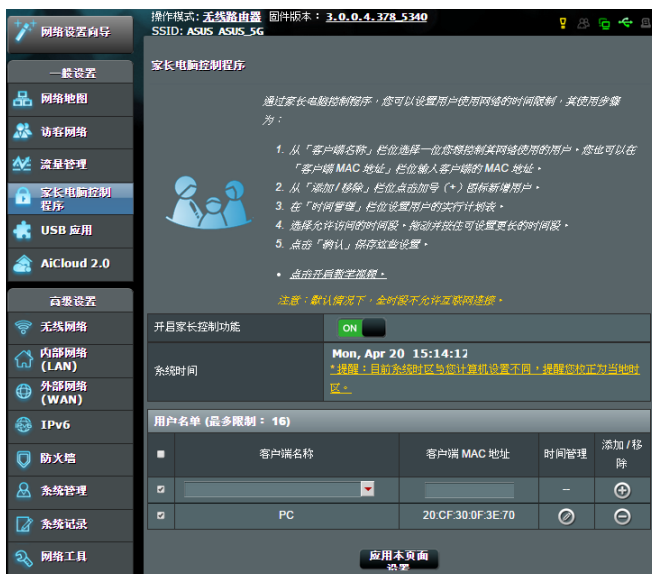 操作模式: 无线路由器 固件版本： 3.0.0.4.378_5340
SSID: ASUS ASUS_5G
网络设置向导
一般设置
网络地图
访客网络
流量管理
家长电脑控制
程序
USB 应用
AiCloud 2.0
高级设置
无线网络
内部网络
(LAN)
外部网络
(WAN)
IPv6
防火墙
系统管理
系统记录
网络工具
家长电脑控制程序
通过家长电脑控制程序，您可以设置用户使用网络的时间限制，其使用步骤
为：
1. 从「客户端名称」栏位选择一位您想控制其网络使用的用户。您也可以在
「客户端 MAC 地址」栏位输入客户端的 MAC 地址。
2. 从「添加 / 移除」栏位点击加号（+）图标新增用户。
3. 在「时间管理」栏位设置用户的实行计划表。
4. 选择允许访问的时间段。拖动并按住可设置更长的时间段。
5. 点击「确认」保存这些设置。
• 点击开启教学视频。
注意：默认情况下，全时段不允许互联网连接。
开启家长控制功能
ON
系统时间
Mon, Apr 20 15:14:12
* 提醒：目前系统时区与您计算机设置不同，提醒您校正为当地时
区。
用户名单 (最多限制： 16)
客户端名称
客户端 MAC 地址
时间管理
添加 / 移
除
–
PC
20:CF:30:0F:3E:70
应用本页面
设置